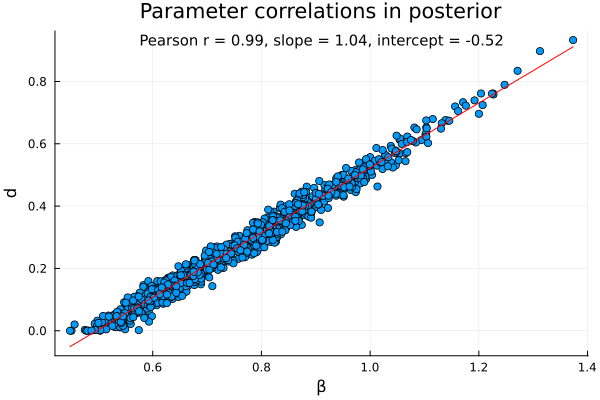 Parameter correlations in posterior
Pearson r = 0.99, slope = 1.04, intercept = -0.52
d
0.8
0.6
0.4
0.2
0.0
0.6 0.8 1.0 1.2 1.4
β